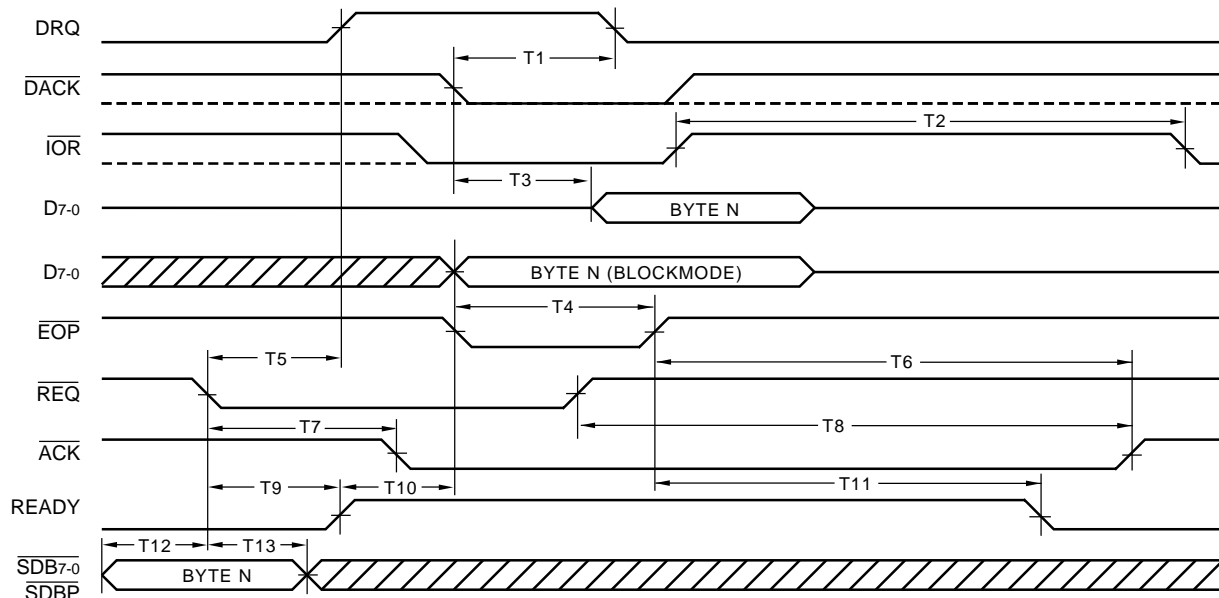 DRQ
T1
DACK
T2
IOR
T3
D7-0
BYTE N
D7-0
BYTE N (BLOCKMODE)
T4
EOP
T5
T6
REQ
T7
T8
ACK
T9
T10
T11
READY
T12
T13
SDB7-0
BYTE N
SDBP